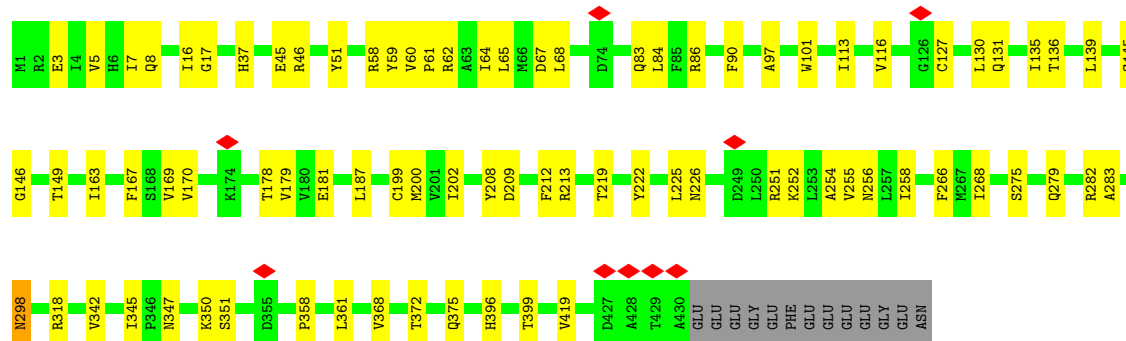 M1 R2 E3 I4 V5 H6 I7 Q8 I16 G17 H37 E45 R46 Y51 R58 Y59 V60 P61 R62 A63 I64 L65 M66 D67 L68 D74 Q83 L84 F85 R86 F90 A97 W101 I113 V116 G126 C127 L130 Q131 I135 T136 L139
G146 T149 I163 F167 S168 V169 V170 K174 T178 V179 V180 E181 L187 C199 M200 V201 I202 Y208 D209 F212 R213 T219 Y222 L225 N226 D249 L250 R251 K252 L253 A254 V255 N256 L257 I258 F266 M267 I268 S275 Q279 R282 A283
N298 R318 V342 I345 P346 N347 K350 S351 D355 P358 L361 V368 T372 Q375 H396 T399 V419 D427 A428 T429 A430 GLU GLU GLU GLY GLU PHE GLU GLU GLU GLU GLY GLU ASN